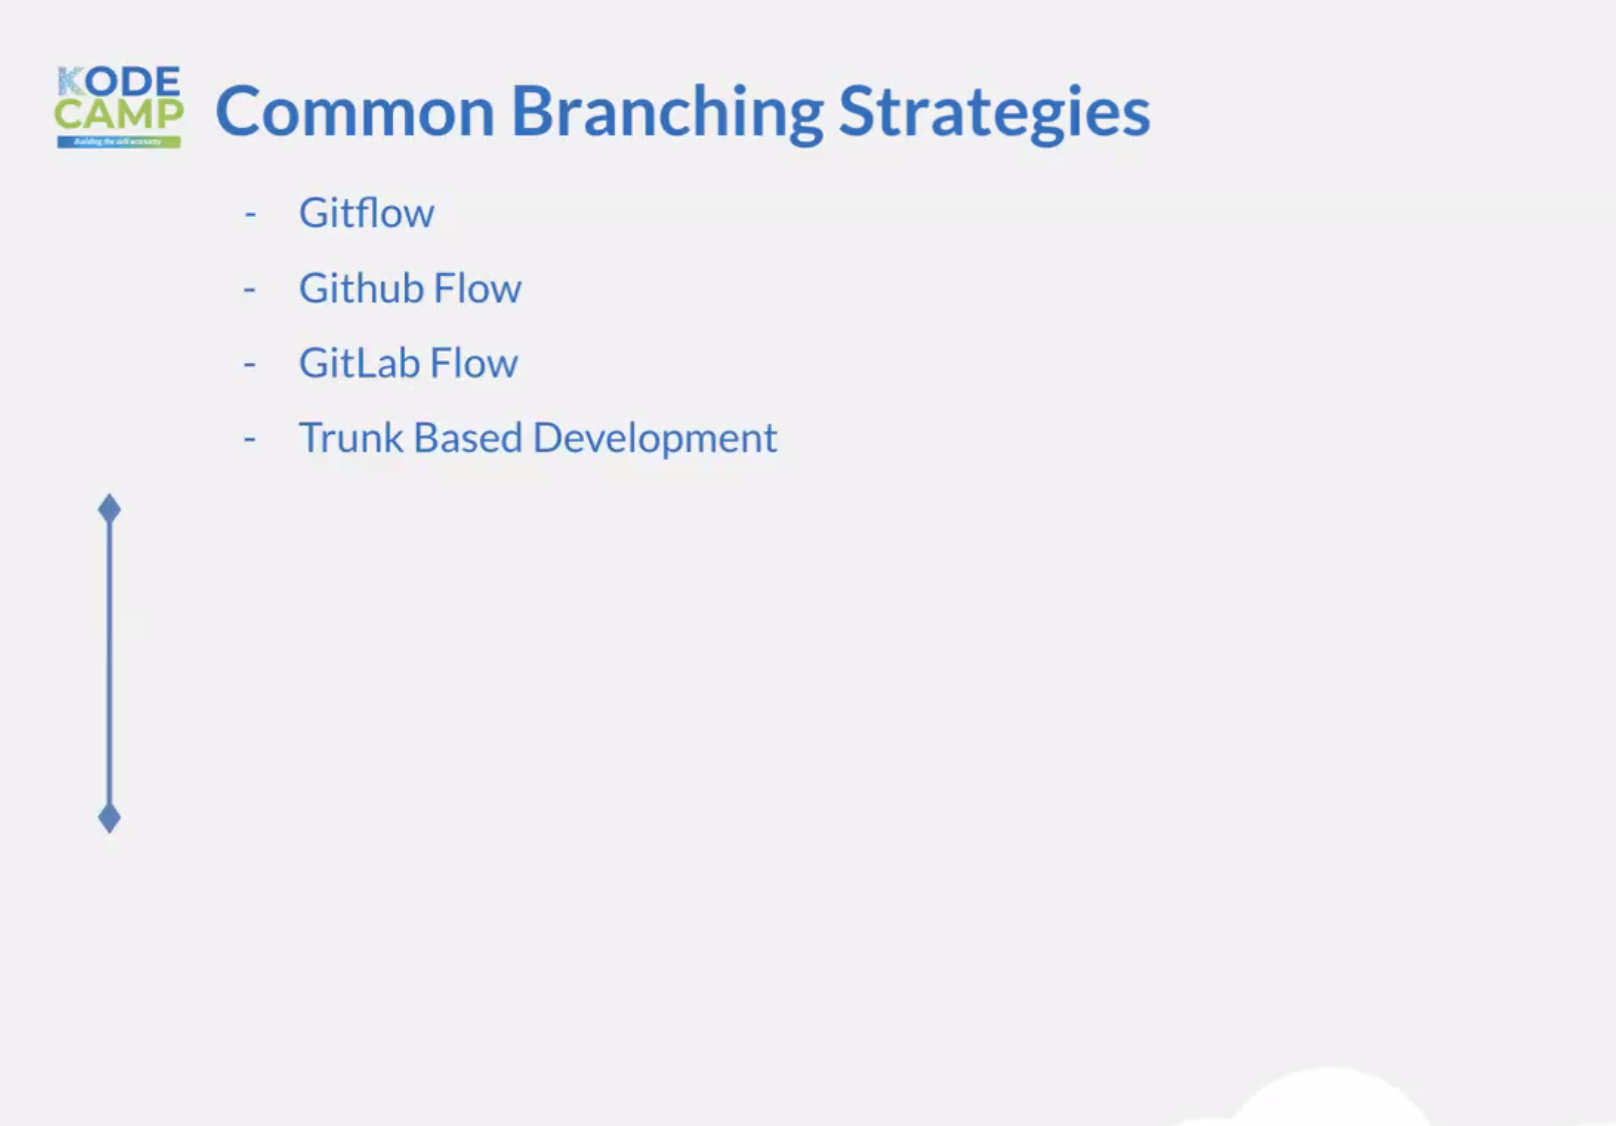 KODE
CAMP
Building the skill economy
Common Branching Strategies
- Gitflow
- Github Flow
- GitLab Flow
- Trunk Based Development